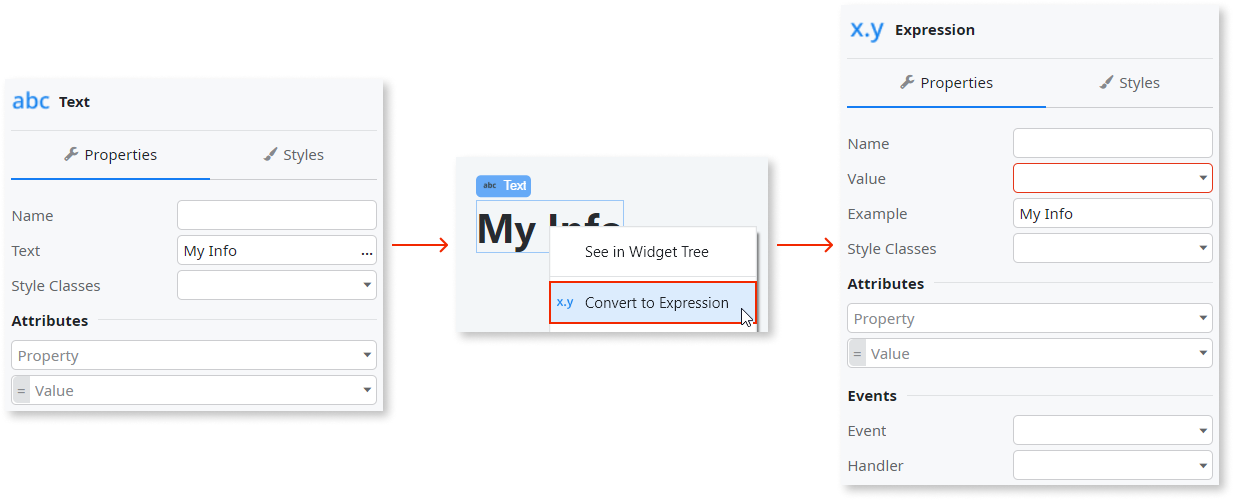 abc Text
Properties Styles
Name
Text My Info ...
Style Classes
Attributes
Property
= Value
abc Text
My Info
See in Widget Tree
x.y Convert to Expression
x.y Expression
Properties Styles
Name
Value
Example My Info
Style Classes
Attributes
Property
= Value
Events
Event
Handler